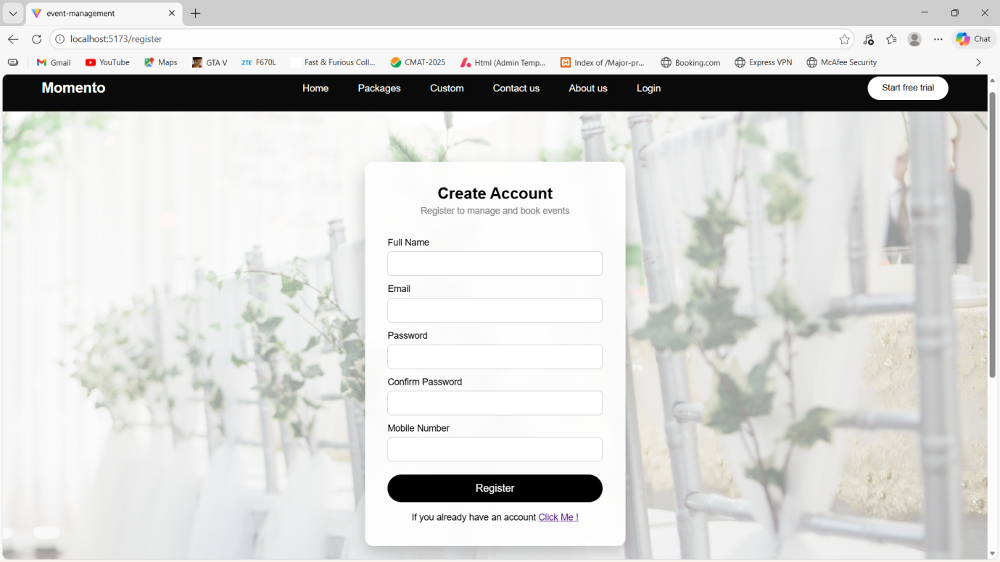 event-management
localhost:5173/register
Chat
Gmail YouTube Maps GTA V ZTE F670L Fast & Furious Coll... CMAT-2025 Html (Admin Temp... Index of /Major-pr... Booking.com Express VPN McAfee Security
Momento Home Packages Custom Contact us About us Login Start free trial
Create Account
Register to manage and book events
Full Name
Email
Password
Confirm Password
Mobile Number
Register
If you already have an account Click Me !